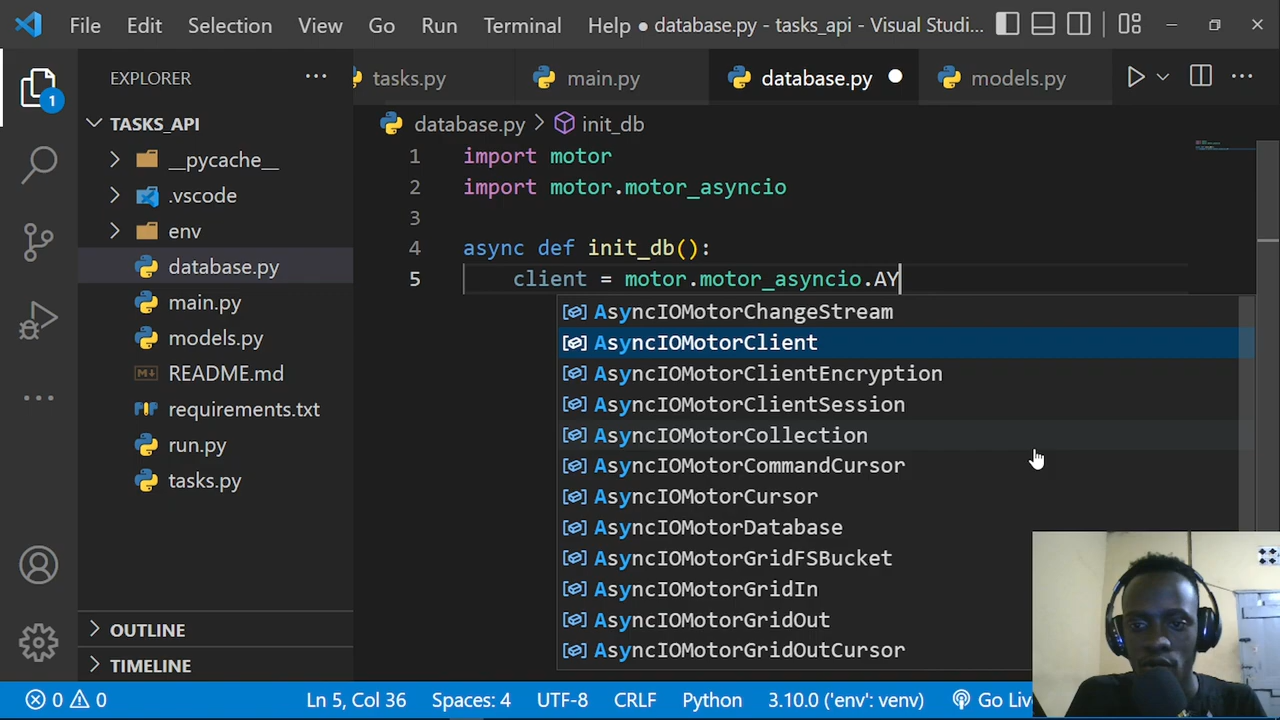 File Edit Selection View Go Run Terminal Help ● database.py - tasks_api - Visual Studi...
EXPLORER ...
tasks.py main.py database.py ● models.py
TASKS_API
__pycache__
.vscode
env
database.py
main.py
models.py
README.md
requirements.txt
run.py
tasks.py
OUTLINE
TIMELINE
1
database.py > init_db
1 import motor
2 import motor.motor_asyncio
3
4 async def init_db():
5 client = motor.motor_asyncio.AY
AsyncIOMotorChangeStream
AsyncIOMotorClient
AsyncIOMotorClientEncryption
AsyncIOMotorClientSession
AsyncIOMotorCollection
AsyncIOMotorCommandCursor
AsyncIOMotorCursor
AsyncIOMotorDatabase
AsyncIOMotorGridFSBucket
AsyncIOMotorGridIn
AsyncIOMotorGridOut
AsyncIOMotorGridOutCursor
0 0 Ln 5, Col 36 Spaces: 4 UTF-8 CRLF Python 3.10.0 ('env': venv) Go Liv